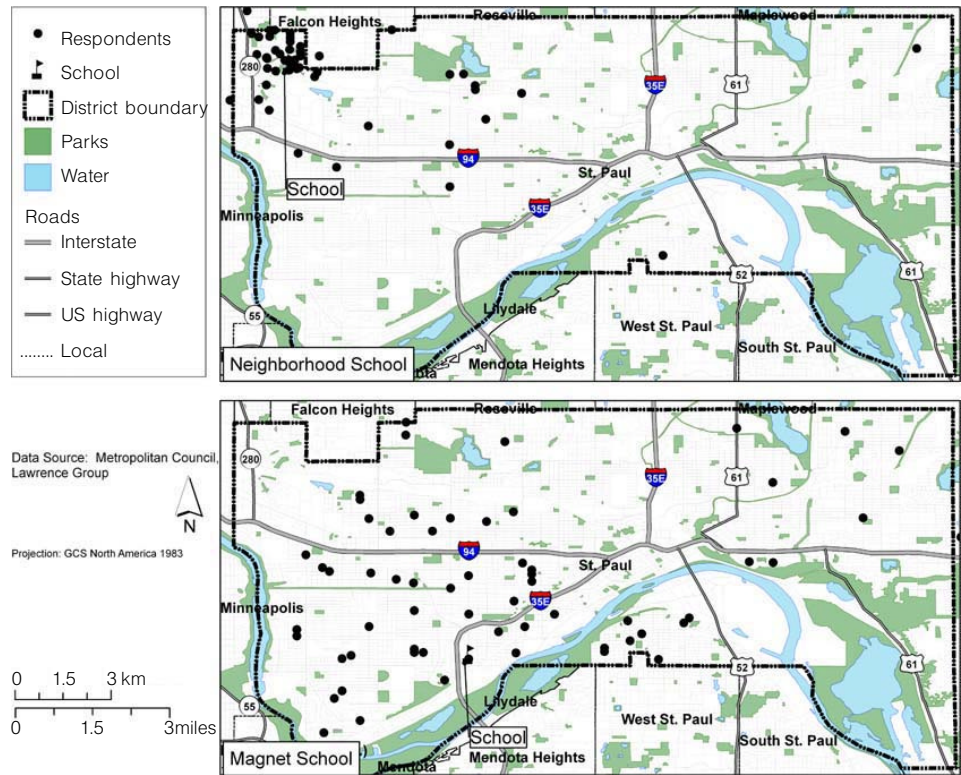 Respondents
School
District boundary
Parks
Water
Roads
Interstate
State highway
US highway
Local
Falcon Heights
Roseville
Maplewood
280
35E
61
61
94
St. Paul
School
35E
Minneapolis
52
61
55
Lilydale
West St. Paul
South St. Paul
Neighborhood School
Mendota Heights
ota
Data Source: Metropolitan Council,
Lawrence Group
N
Projection: GCS North America 1983
0 1.5 3 km
0 1.5 3miles
Falcon Heights
Roseville
Maplewood
280
35E
61
94
St. Paul
35E
Minneapolis
52
61
55
Lilydale
West St. Paul
School
South St. Paul
Magnet School
Mendota
Mendota Heights